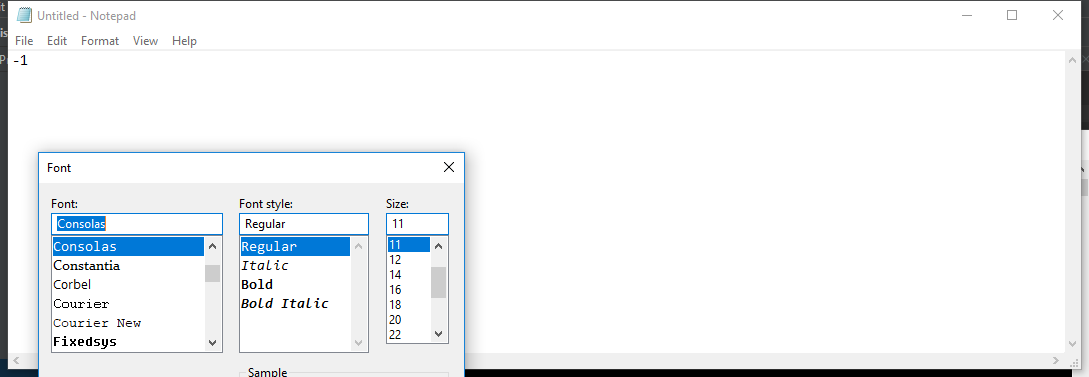 Untitled - Notepad
File Edit Format View Help
-1
Font
Font: Font style: Size:
Consolas Regular 11
Consolas Regular 11
Constantia Italic 12
Corbel Bold 14
Courier Bold Italic 16
Courier New 18
Fixedsys 20
22
Sample